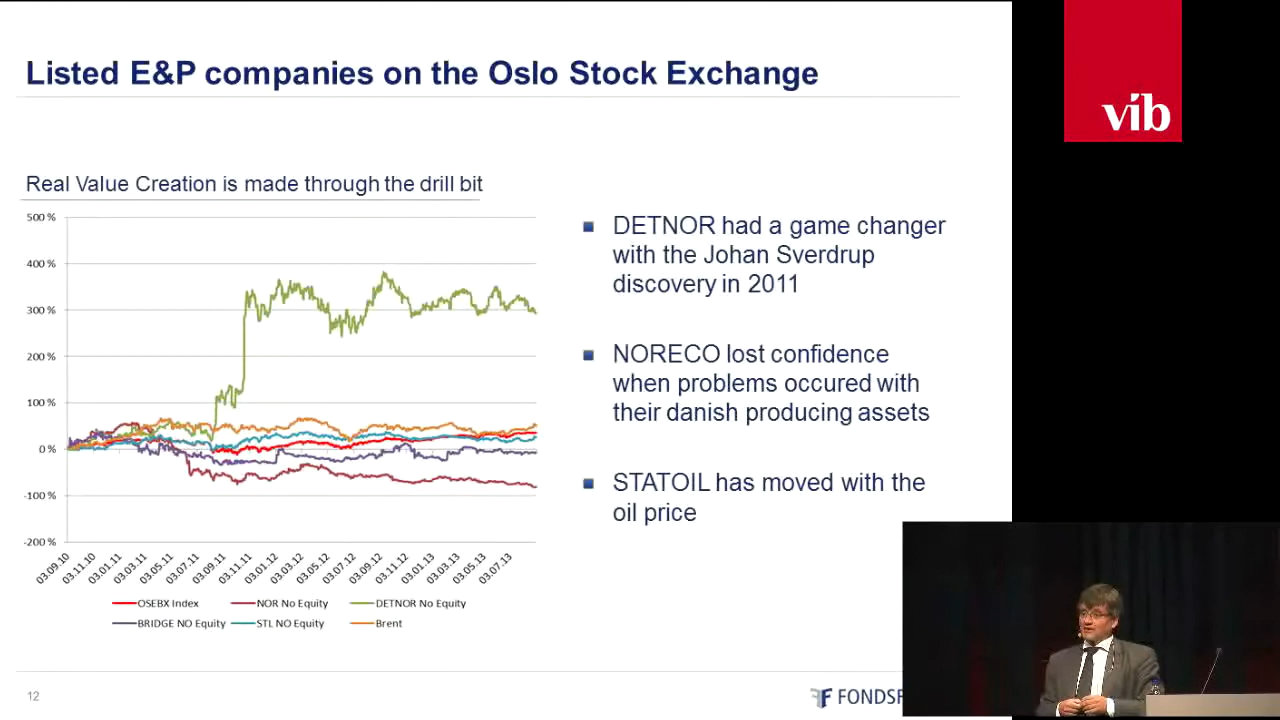 Listed E&P companies on the Oslo Stock Exchange
vib
Real Value Creation is made through the drill bit
500 %
400 %
300 %
200 %
100 %
0 %
-100 %
-200 %
03.09.10
03.11.10
03.01.11
03.03.11
03.05.11
03.07.11
03.09.11
03.11.11
03.01.12
03.03.12
03.05.12
03.07.12
03.09.12
03.11.12
03.01.13
03.03.13
03.05.13
03.07.13
OSEBX Index
NOR No Equity
DETNOR No Equity
BRIDGE NO Equity
STL NO Equity
Brent
DETNOR had a game changer
with the Johan Sverdrup
discovery in 2011
NORECO lost confidence
when problems occured with
their danish producing assets
STATOIL has moved with the
oil price
12